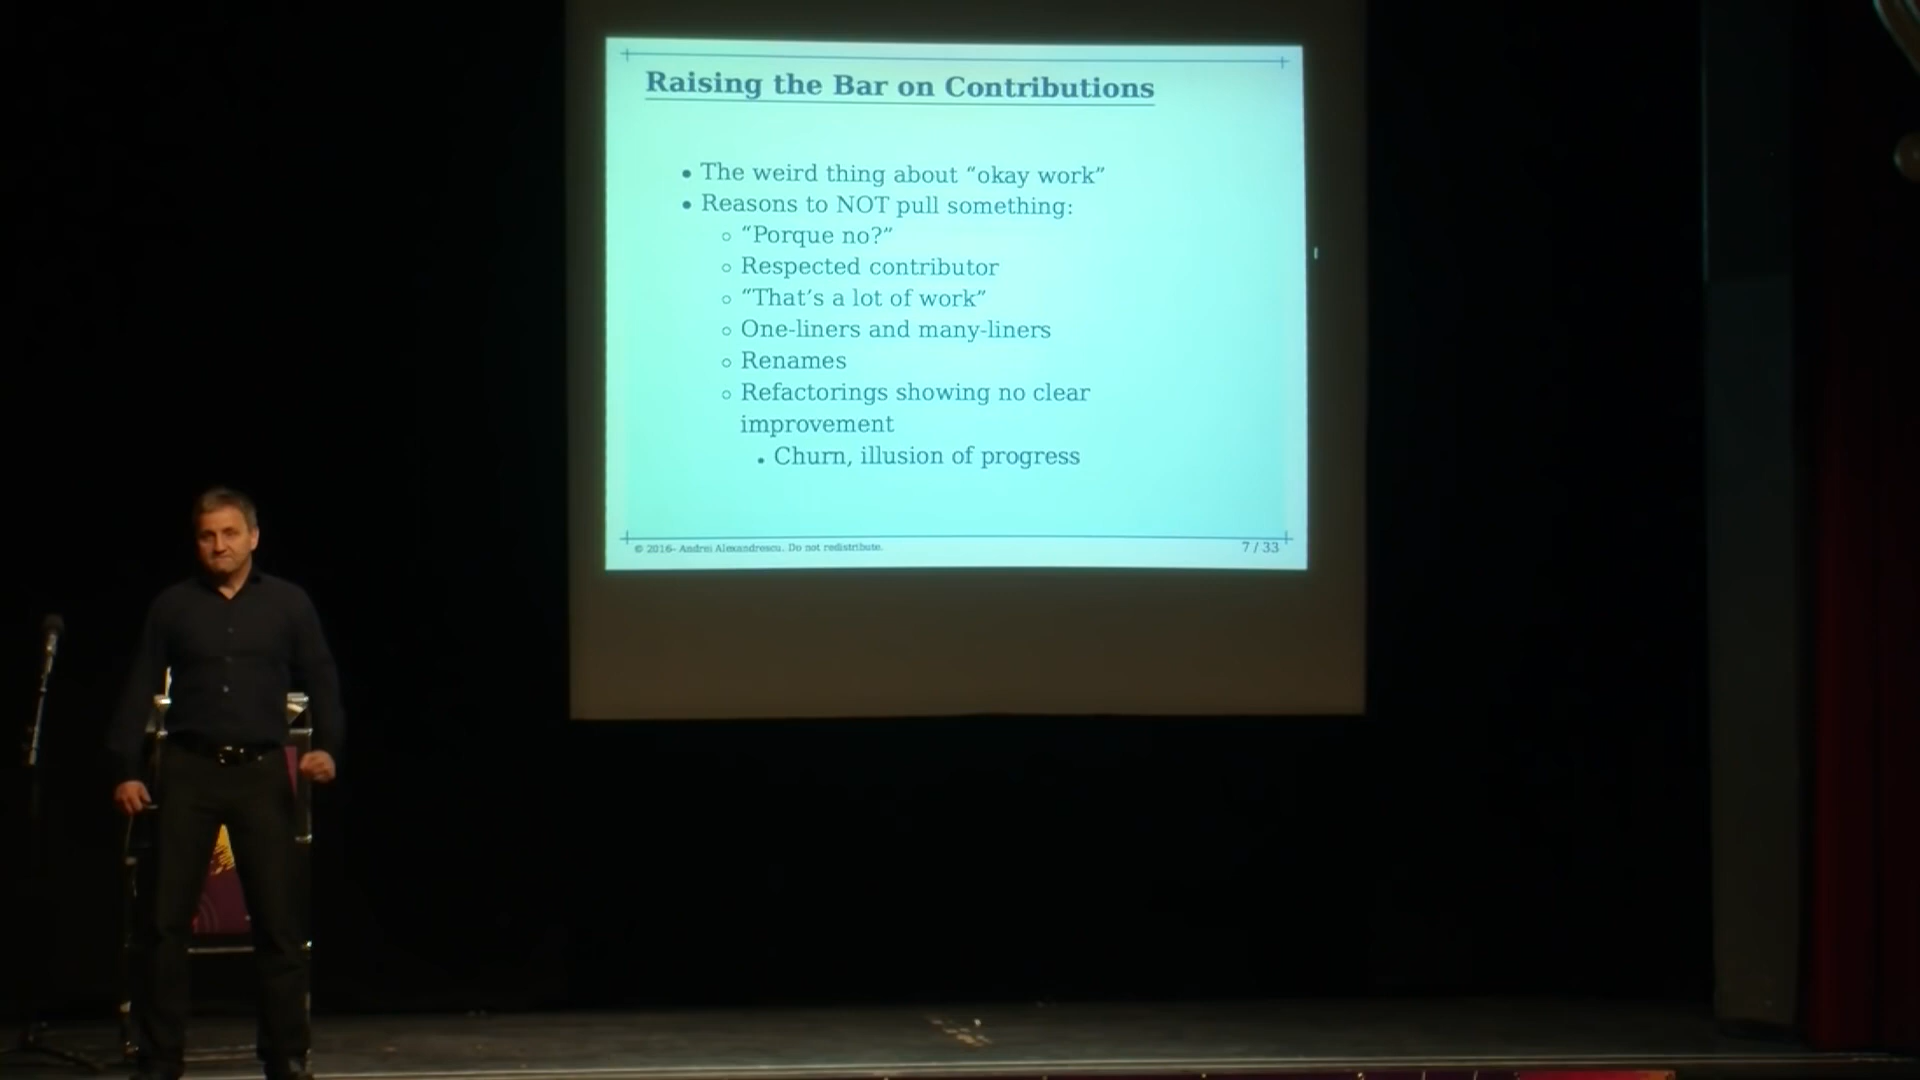 Raising the Bar on Contributions
• The weird thing about “okay work”
• Reasons to NOT pull something:
◦ “Porque no?”
◦ Respected contributor
◦ “That’s a lot of work”
◦ One-liners and many-liners
◦ Renames
◦ Refactorings showing no clear
improvement
• Churn, illusion of progress
© 2016- Andrei Alexandrescu. Do not redistribute.
7 / 33